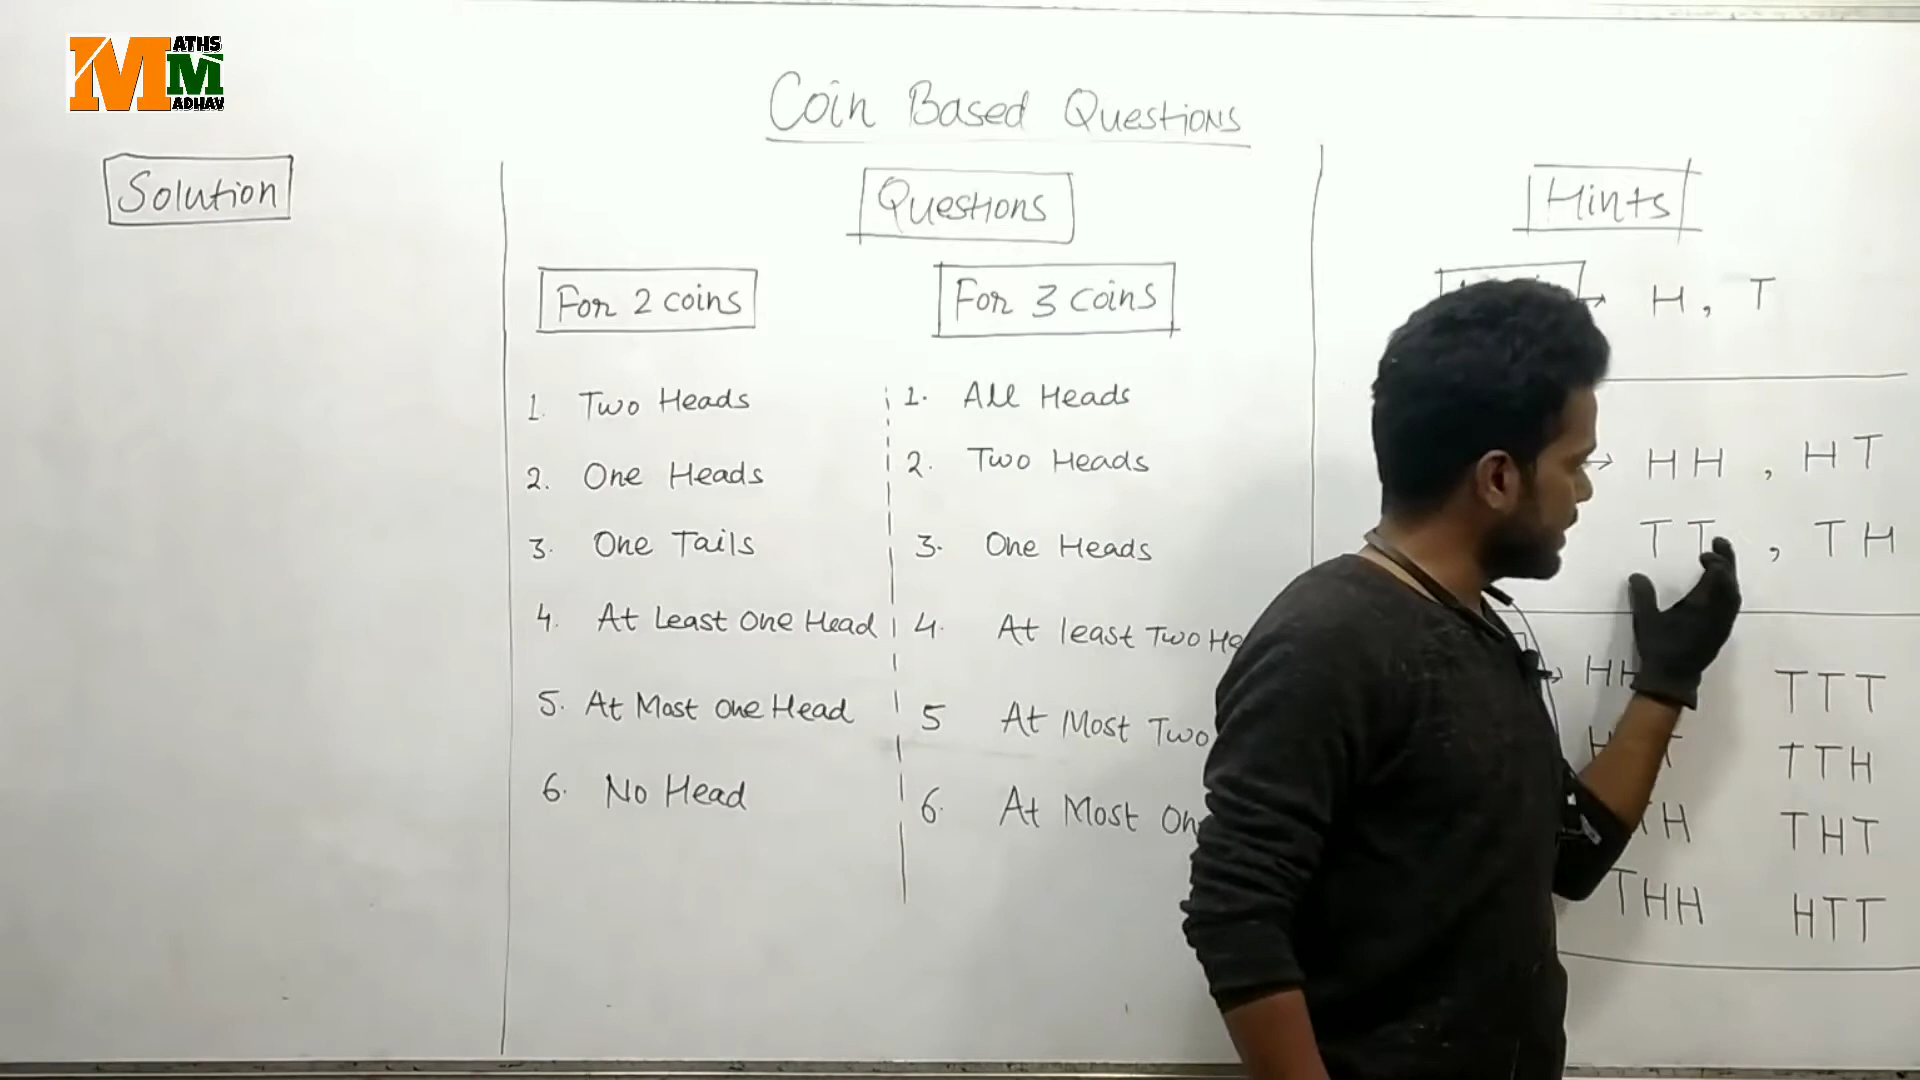 MATHS
MADHAV
Coin Based Questions
Solution
Questions
For 2 coins
1. Two Heads
2. One Heads
3. One Tails
4. At Least One Head
5. At Most one Head
6. No Head
For 3 coins
1. All Heads
2. Two Heads
3. One Heads
4. At least Two
5 At Most Two
6. At Most
Hints
→ H, T
→ HH, HT
TT, TH
TTT
TTH
THT
THH HTT